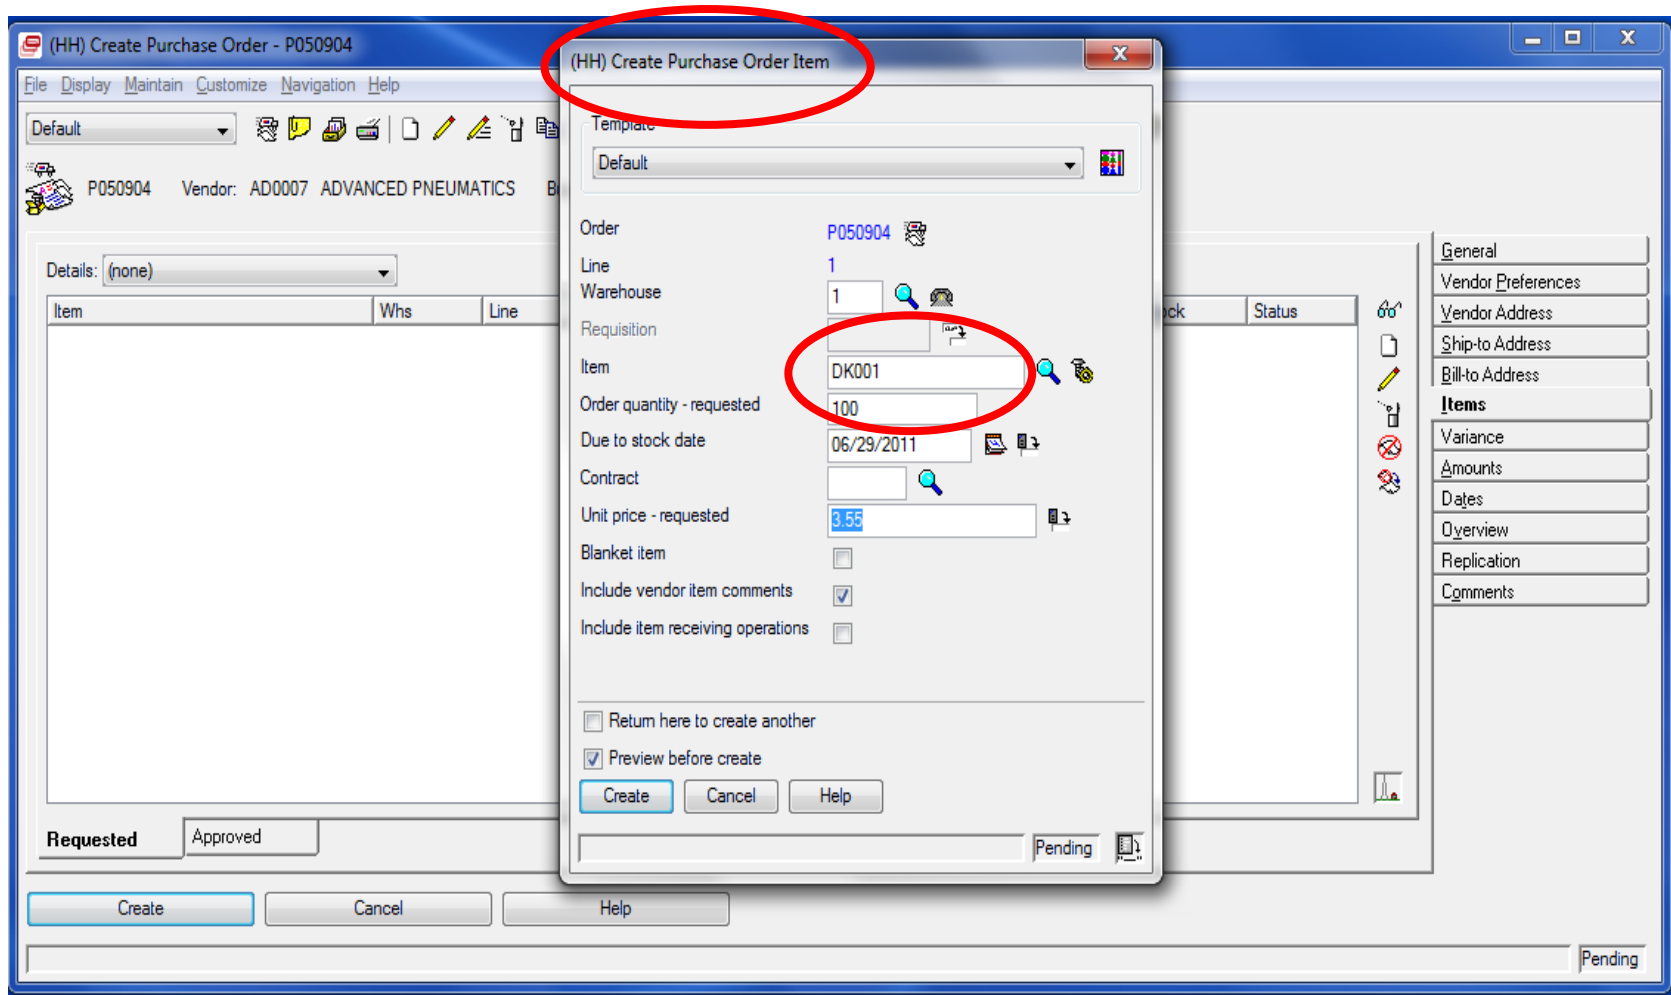 (HH) Create Purchase Order - P050904
File Display Maintain Customize Navigation Help
Default
P050904 Vendor: AD0007 ADVANCED PNEUMATICS
Details: (none)
Item Whs Line Status
Requested Approved
Create Cancel Help
Pending
(HH) Create Purchase Order Item
Template
Default
Order P050904
Line 1
Warehouse 1
Requisition
Item DK001
Order quantity - requested 100
Due to stock date 06/29/2011
Contract
Unit price - requested 3.55
Blanket item
Include vendor item comments
Include item receiving operations
Return here to create another
Preview before create
Create Cancel Help
Pending
General
Vendor Preferences
Vendor Address
Ship-to Address
Bill-to Address
Items
Variance
Amounts
Dates
Overview
Replication
Comments